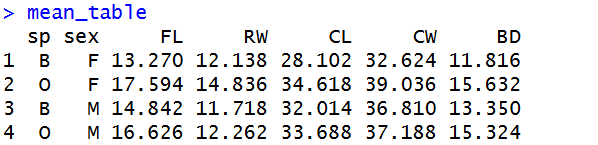 > mean_table
sp sex FL RW CL CW BD
1 B F 13.270 12.138 28.102 32.624 11.816
2 O F 17.594 14.836 34.618 39.036 15.632
3 B M 14.842 11.718 32.014 36.810 13.350
4 O M 16.626 12.262 33.688 37.188 15.324